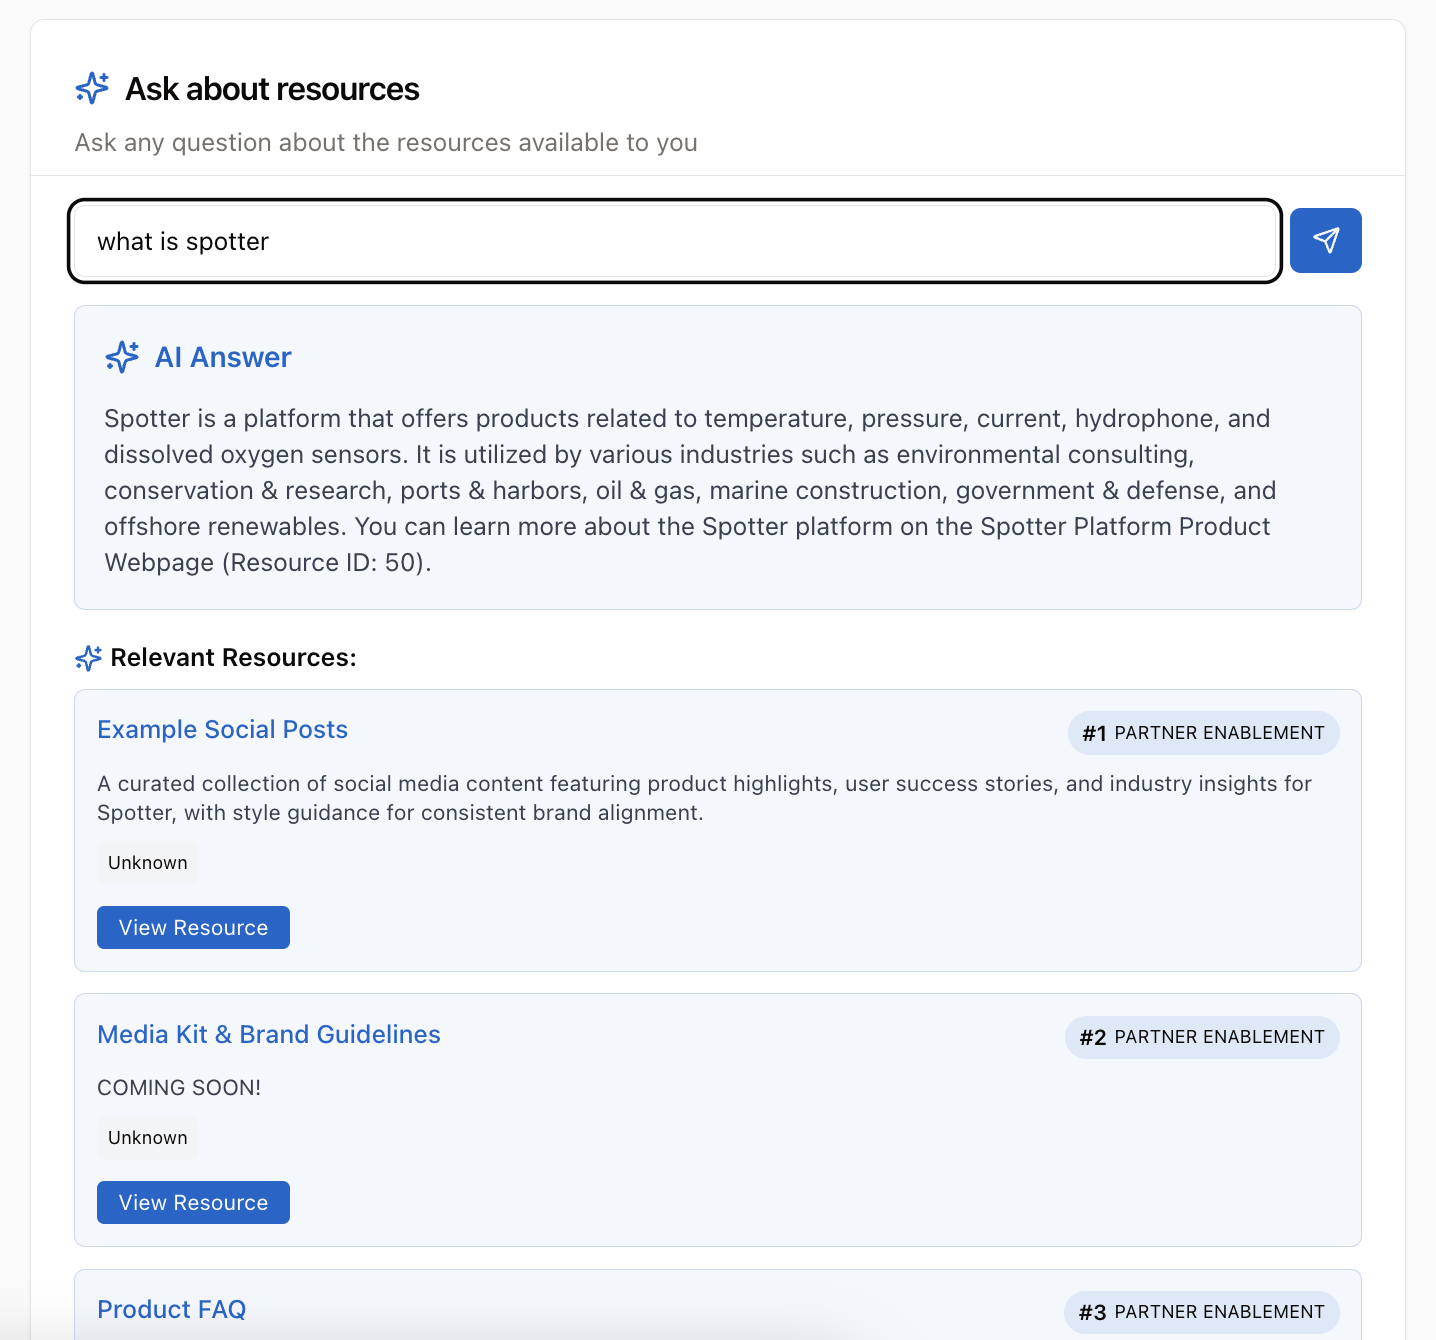 Ask about resources
Ask any question about the resources available to you
what is spotter
AI Answer
Spotter is a platform that offers products related to temperature, pressure, current, hydrophone, and
dissolved oxygen sensors. It is utilized by various industries such as environmental consulting,
conservation & research, ports & harbors, oil & gas, marine construction, government & defense, and
offshore renewables. You can learn more about the Spotter platform on the Spotter Platform Product
Webpage (Resource ID: 50).
Relevant Resources:
Example Social Posts
#1 PARTNER ENABLEMENT
A curated collection of social media content featuring product highlights, user success stories, and industry insights for
Spotter, with style guidance for consistent brand alignment.
Unknown
View Resource
Media Kit & Brand Guidelines
#2 PARTNER ENABLEMENT
COMING SOON!
Unknown
View Resource
Product FAQ
#3 PARTNER ENABLEMENT